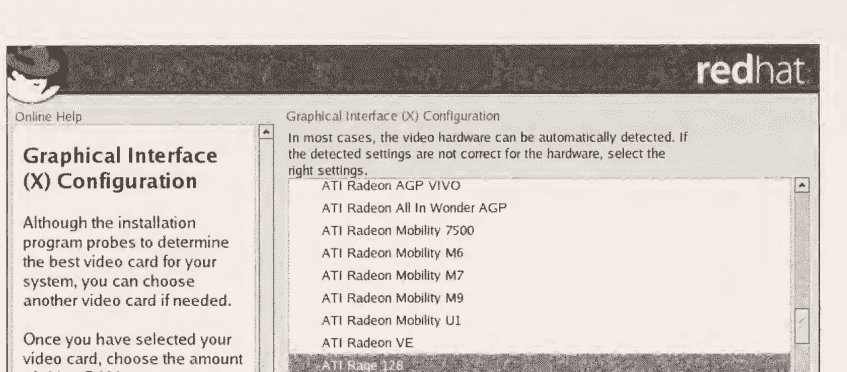 redhat
Online Help
Graphical Interface
(X) Configuration
Although the installation
program probes to determine
the best video card for your
system, you can choose
another video card if needed.
Once you have selected your
video card, choose the amount
Graphical Interface (X) Configuration
In most cases, the video hardware can be automatically detected. If
the detected settings are not correct for the hardware, select the
right settings.
ATI Radeon AGP VIVO
ATI Radeon All In Wonder AGP
ATI Radeon Mobility 7500
ATI Radeon Mobility M6
ATI Radeon Mobility M7
ATI Radeon Mobility M9
ATI Radeon Mobility U1
ATI Radeon VE
ATI Rage 128